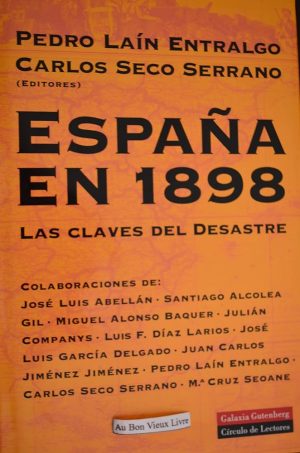 PEDRO LAÍN ENTRALGO
CARLOS SECO SERRANO
(EDITORES)
ESPAÑA
EN 1898
LAS CLAVES DEL DESASTRE
COLABORACIONES DE:
JOSÉ LUIS ABELLÁN · SANTIAGO ALCOLEA
GIL · MIGUEL ALONSO BAQUER · JULIÁN
COMPANYS · LUIS F. DÍAZ LARIOS · JOSÉ
LUIS GARCÍA DELGADO · JUAN CARLOS
JIMÉNEZ JIMÉNEZ · PEDRO LAÍN ENTRALGO ·
CARLOS SECO SERRANO · Mª CRUZ SEOANE
Au Bon Vieux Livre
Galaxia Gutenberg
Círculo de Lectores